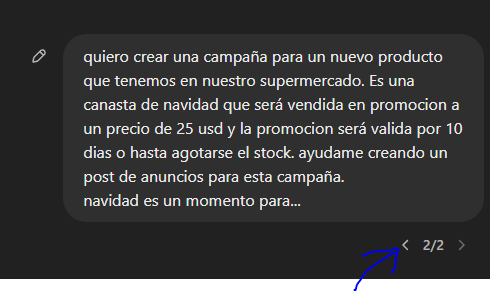 quiero crear una campaña para un nuevo producto
que tenemos en nuestro supermercado. Es una
canasta de navidad que será vendida en promocion a
un precio de 25 usd y la promocion será valida por 10
dias o hasta agotarse el stock. ayudame creando un
post de anuncios para esta campaña.
navidad es un momento para...
2/2